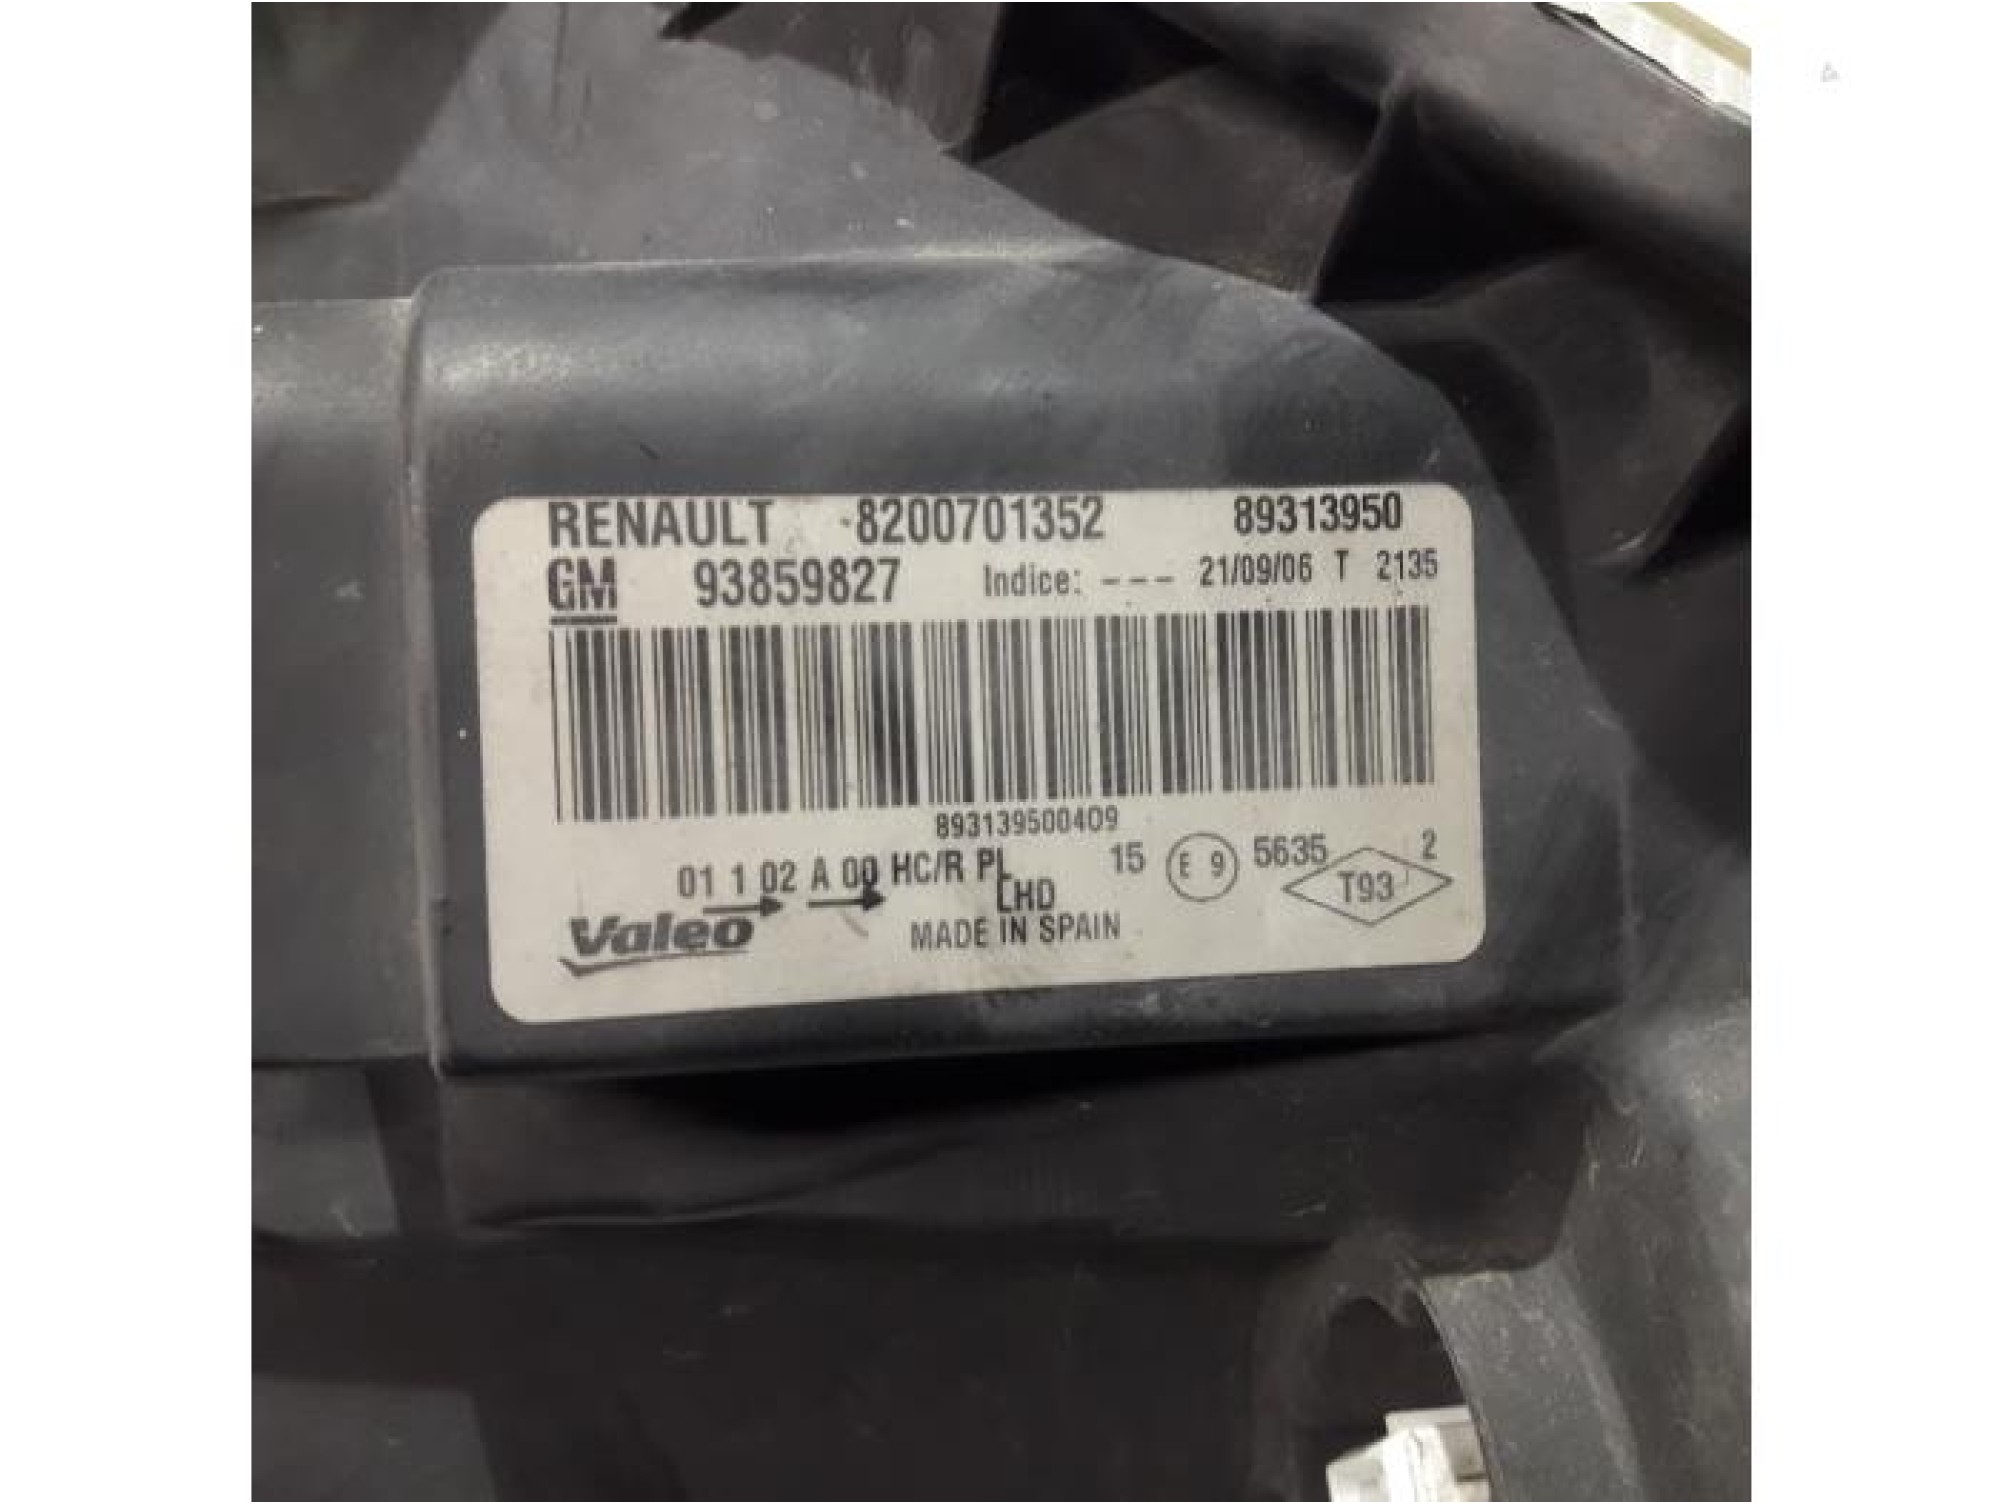 RENAULT 8200701352 89313950
GM 93859827 Indice: --- 21/09/06 T 2135
893139500409
01 1 02 A 00 HC/R PL 15 E 9 5635 2
LHD T93
Valeo MADE IN SPAIN